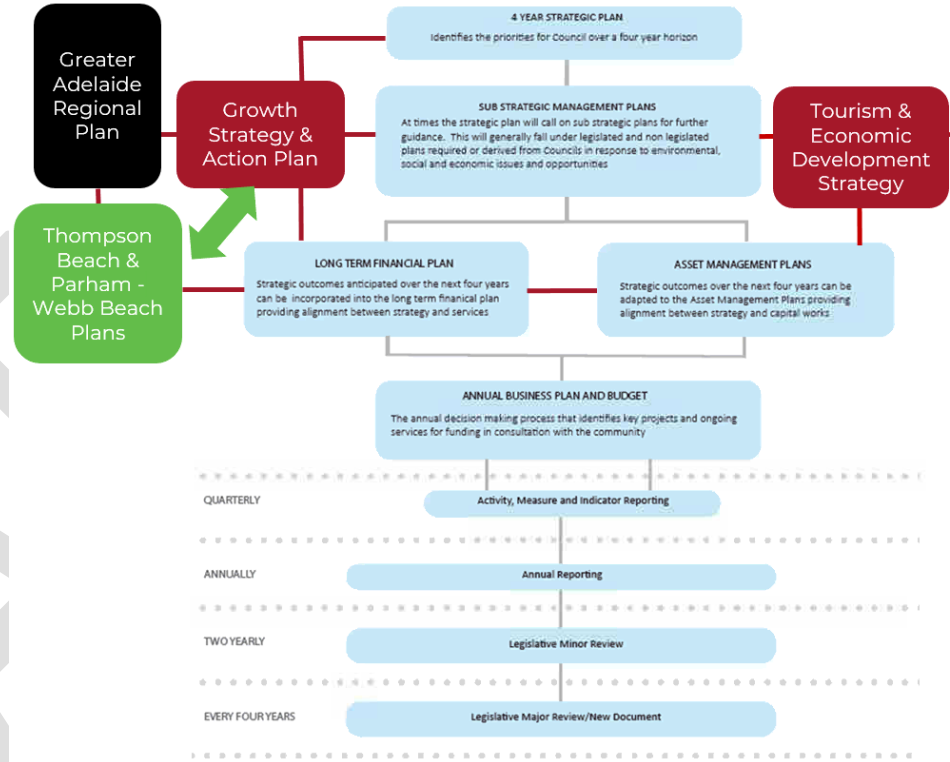 4 YEAR STRATEGIC PLAN
Identifies the priorities for Council over a four year horizon
Greater
Adelaide
Regional
Plan
Growth
Strategy &
Action Plan
SUB STRATEGIC MANAGEMENT PLANS
At times the strategic plan will call on sub strategic plans for further
guidance. This will generally fall under legislated and non legislated
plans required or derived from Councils in response to environmental,
social and economic issues and opportunities
Tourism &
Economic
Development
Strategy
Thompson
Beach &
Parham -
Webb Beach
Plans
LONG TERM FINANCIAL PLAN
Strategic outcomes anticipated over the next four years
can be incorporated into the long term finanical plan
providing alignment between strategy and services
ASSET MANAGEMENT PLANS
Strategic outcomes over the next four years can be
adapted to the Asset Management Plans providing
alignment between strategy and capital works
ANNUAL BUSINESS PLAN AND BUDGET
The annual decision making process that identifies key projects and ongoing
services for funding in consultation with the community
QUARTERLY
Activity, Measure and Indicator Reporting
ANNUALLY
Annual Reporting
TWO YEARLY
Legislative Minor Review
EVERY FOUR YEARS
Legislative Major Review/New Document